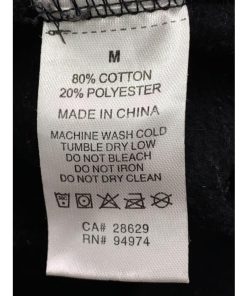 M
80% COTTON
20% POLYESTER
MADE IN CHINA
MACHINE WASH COLD
TUMBLE DRY LOW
DO NOT BLEACH
DO NOT IRON
DO NOT DRY CLEAN
CA# 28629
RN# 94974